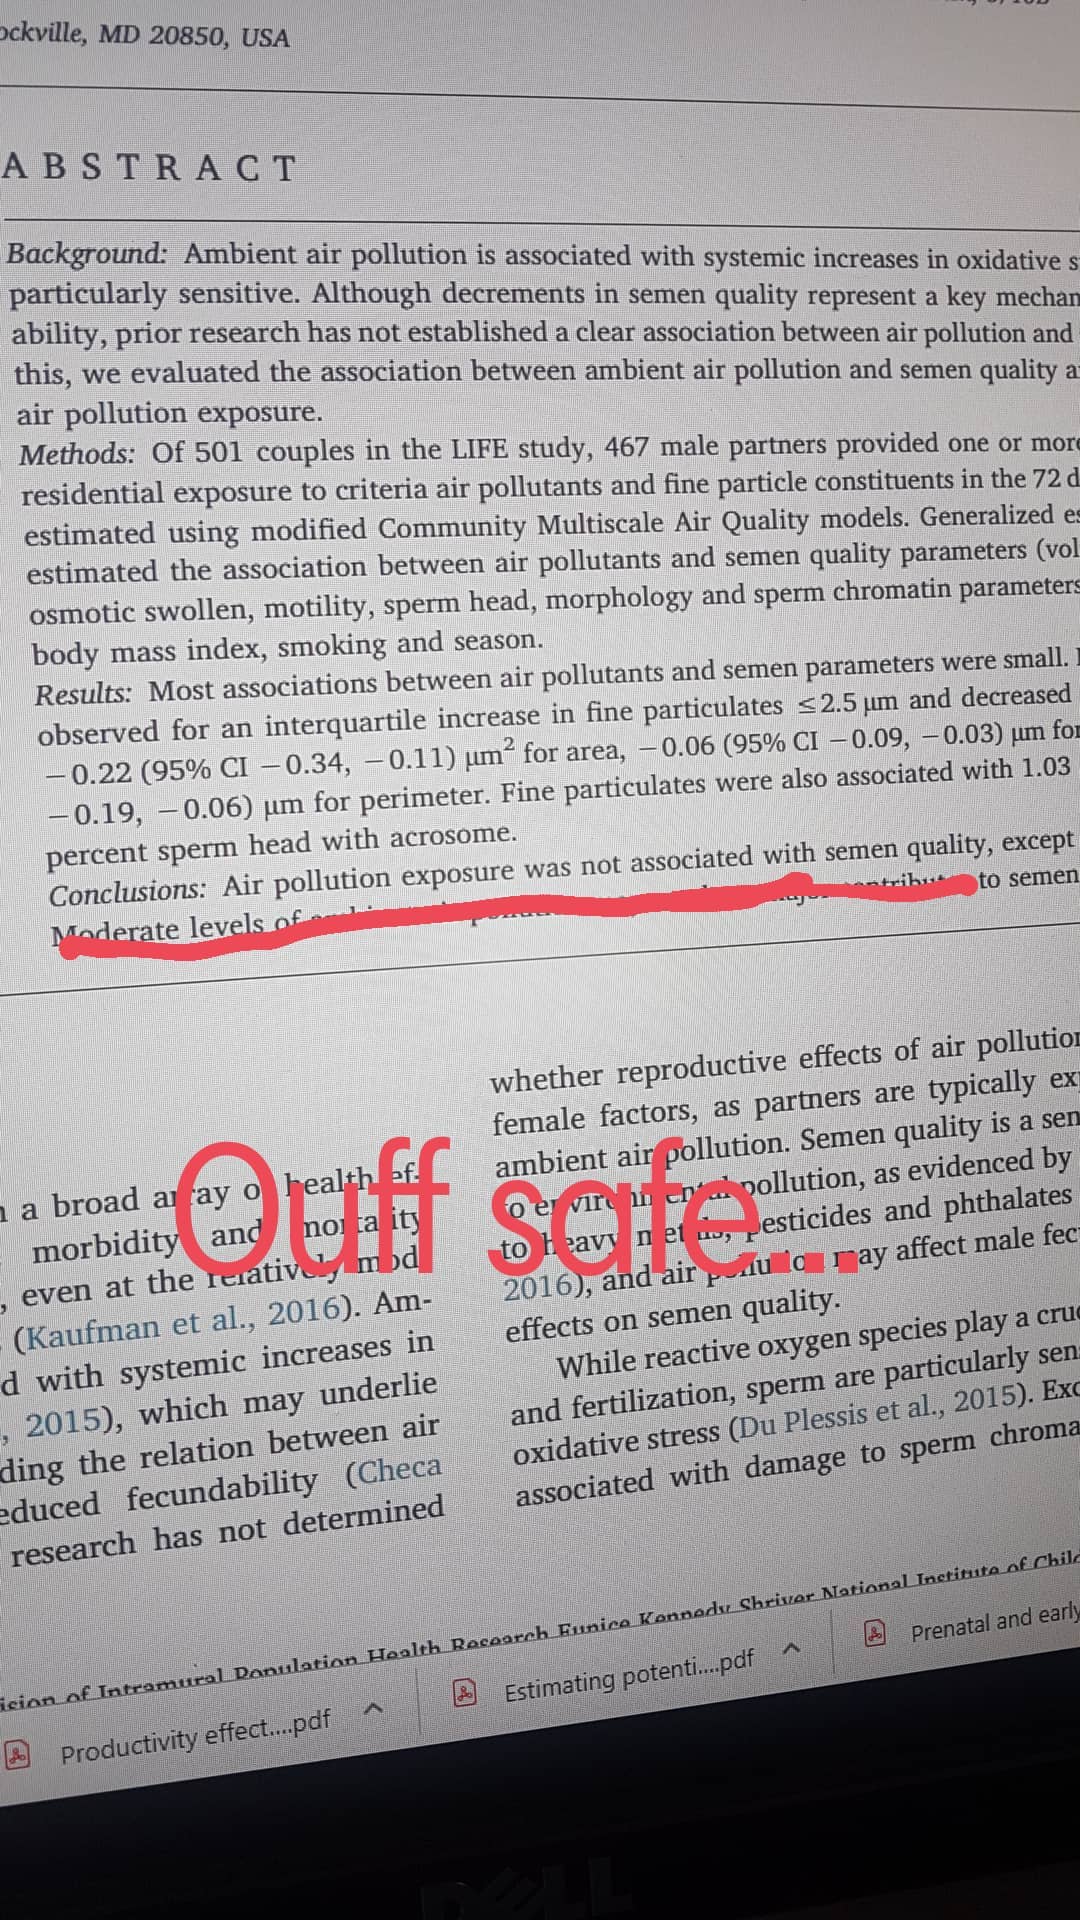 ockville, MD 20850, USA
ABSTRACT
Background: Ambient air pollution is associated with systemic increases in oxidative s
particularly sensitive. Although decrements in semen quality represent a key mechan
ability, prior research has not established a clear association between air pollution and
this, we evaluated the association between ambient air pollution and semen quality a
air pollution exposure.
Methods: Of 501 couples in the LIFE study, 467 male partners provided one or more
residential exposure to criteria air pollutants and fine particle constituents in the 72 d
estimated using modified Community Multiscale Air Quality models. Generalized es
estimated the association between air pollutants and semen quality parameters (vol
osmotic swollen, motility, sperm head, morphology and sperm chromatin parameters
body mass index, smoking and season.
Results: Most associations between air pollutants and semen parameters were small.
observed for an interquartile increase in fine particulates ≤2.5 μm and decreased
−0.22 (95% CI −0.34, −0.11) μm² for area, −0.06 (95% CI −0.09, −0.03) μm for
−0.19, −0.06) μm for perimeter. Fine particulates were also associated with 1.03
percent sperm head with acrosome.
Conclusions: Air pollution exposure was not associated with semen quality, except
Moderate levels of to semen
a broad array o health ef-
morbidity and mortality
, even at the relatively mod
(Kaufman et al., 2016). Am-
d with systemic increases in
, 2015), which may underlie
ding the relation between air
educed fecundability (Checa
research has not determined
whether reproductive effects of air pollution
female factors, as partners are typically ex
ambient air pollution. Semen quality is a sen
to environmental pollution, as evidenced by
to heavy metals, pesticides and phthalates
2016), and air pollution may affect male fec
effects on semen quality.
While reactive oxygen species play a cruc
and fertilization, sperm are particularly sen
oxidative stress (Du Plessis et al., 2015). Exc
associated with damage to sperm chroma
Ouff safe...
ision of Intramural Population Health Research Eunice Kennedy Shriver National Institute of Child
Productivity effect....pdf
Estimating potenti....pdf
Prenatal and early
DELL